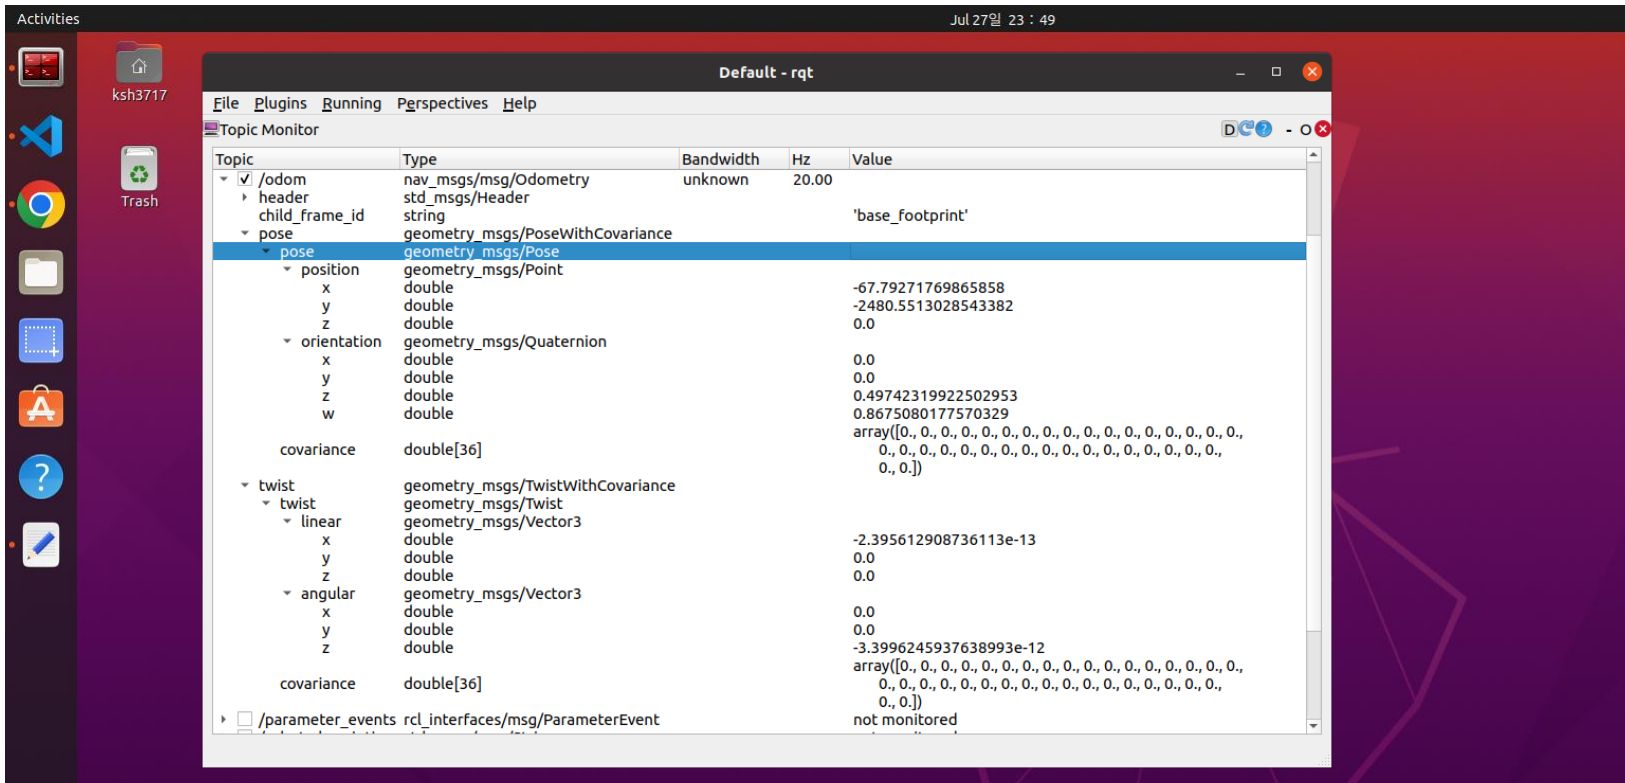 Activities
Jul 27일 23 : 49
ksh3717
Trash
Default - rqt
File Plugins Running Perspectives Help
Topic Monitor
D ? - O
Topic Type Bandwidth Hz Value
/odom nav_msgs/msg/Odometry unknown 20.00
header std_msgs/Header
child_frame_id string 'base_footprint'
pose geometry_msgs/PoseWithCovariance
pose geometry_msgs/Pose
position geometry_msgs/Point
x double -67.79271769865858
y double -2480.5513028543382
z double 0.0
orientation geometry_msgs/Quaternion
x double 0.0
y double 0.0
z double 0.49742319922502953
w double 0.8675080177570329
array([0., 0., 0., 0., 0., 0., 0., 0., 0., 0., 0., 0., 0., 0., 0., 0., 0.,
covariance double[36] 0., 0., 0., 0., 0., 0., 0., 0., 0., 0., 0., 0., 0., 0., 0., 0., 0.,
0., 0.])
twist geometry_msgs/TwistWithCovariance
twist geometry_msgs/Twist
linear geometry_msgs/Vector3
x double -2.395612908736113e-13
y double 0.0
z double 0.0
angular geometry_msgs/Vector3
x double 0.0
y double 0.0
z double -3.3996245937638993e-12
array([0., 0., 0., 0., 0., 0., 0., 0., 0., 0., 0., 0., 0., 0., 0., 0., 0.,
covariance double[36] 0., 0., 0., 0., 0., 0., 0., 0., 0., 0., 0., 0., 0., 0., 0., 0., 0.,
0., 0.])
/parameter_events rcl_interfaces/msg/ParameterEvent not monitored